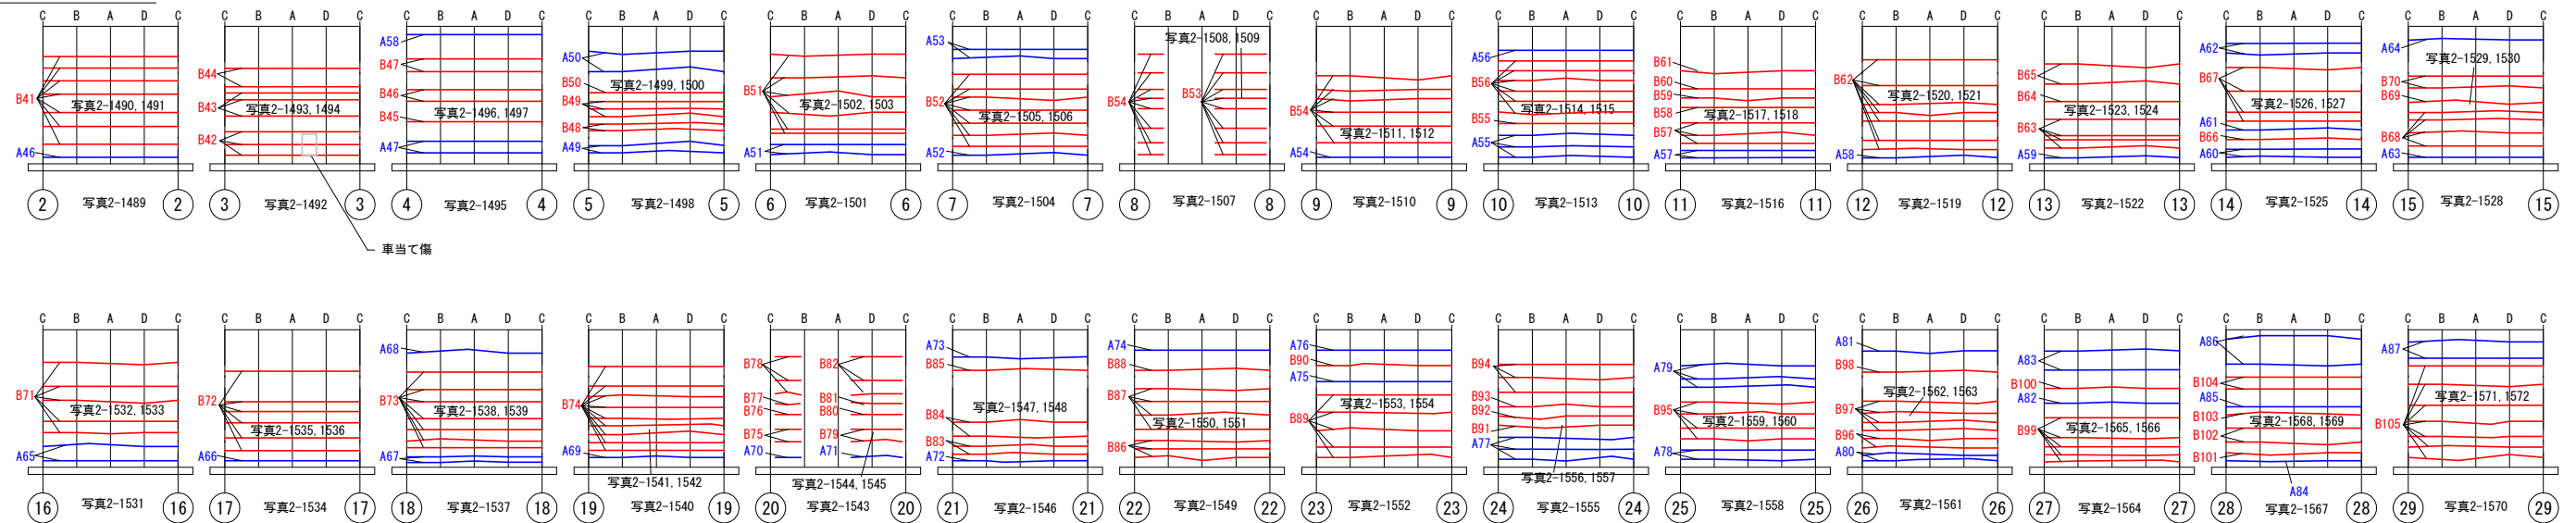 C B A D C C B A D C C B A D C C B A D C C B A D C C B A D C C B A D C C B A D C C B A D C C B A D C C B A D C C B A D C C B A D C C B A D C
B41 写真2-1490, 1491 A46
2 写真2-1489 2
B44 B43 写真2-1493, 1494 B42
3 写真2-1492 3
車当て傷
A58 B47 B46 写真2-1496, 1497 B45 A47
4 写真2-1495 4
A50 B50 写真2-1499, 1500 B49 B48 A49
5 写真2-1498 5
B51 写真2-1502, 1503 A51
6 写真2-1501 6
A53 B52 写真2-1505, 1506 A52
7 写真2-1504 7
写真2-1508, 1509 B54 B53
8 写真2-1507 8
B54 写真2-1511, 1512 A54
9 写真2-1510 9
A56 B56 写真2-1514, 1515 B55 A55
10 写真2-1513 10
B61 B60 B59 B58 写真2-1517, 1518 B57 A57
11 写真2-1516 11
B62 写真2-1520, 1521 A58
12 写真2-1519 12
B65 B64 写真2-1523, 1524 B63 A59
13 写真2-1522 13
A62 B67 写真2-1526, 1527 A61 B66 A60
14 写真2-1525 14
A64 写真2-1529, 1530 B70 B69 B68 A63
15 写真2-1528 15
C B A D C C B A D C C B A D C C B A D C C B A D C C B A D C C B A D C C B A D C C B A D C C B A D C C B A D C C B A D C C B A D C C B A D C
B71 写真2-1532, 1533 A65
16 写真2-1531 16
B72 写真2-1535, 1536 A66
17 写真2-1534 17
A68 B73 写真2-1538, 1539 A67
18 写真2-1537 18
B74 A69 写真2-1541, 1542
19 写真2-1540 19
B78 B82 B77 B81 B76 B80 B75 B79 A70 A71 写真2-1544, 1545
20 写真2-1543 20
A73 B85 B84 写真2-1547, 1548 B83 A72
21 写真2-1546 21
A74 B88 B87 写真2-1550, 1551 B86
22 写真2-1549 22
A76 B90 A75 写真2-1553, 1554 B89
23 写真2-1552 23
B94 B93 B92 B91 A77 写真2-1556, 1557
24 写真2-1555 24
A79 B95 写真2-1559, 1560 A78
25 写真2-1558 25
A81 B98 写真2-1562, 1563 B97 B96 A80
26 写真2-1561 26
A83 B100 A82 写真2-1565, 1566 B99
27 写真2-1564 27
A86 B104 A85 B103 写真2-1568, 1569 B102 B101 A84
28 写真2-1567 28
A87 写真2-1571, 1572 B105
29 写真2-1570 29